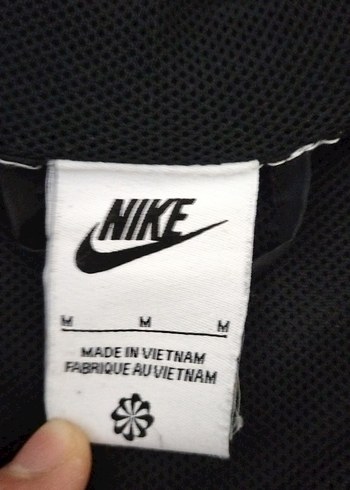 NIKE
M M M
MADE IN VIETNAM
FABRIQUE AU VIETNAM